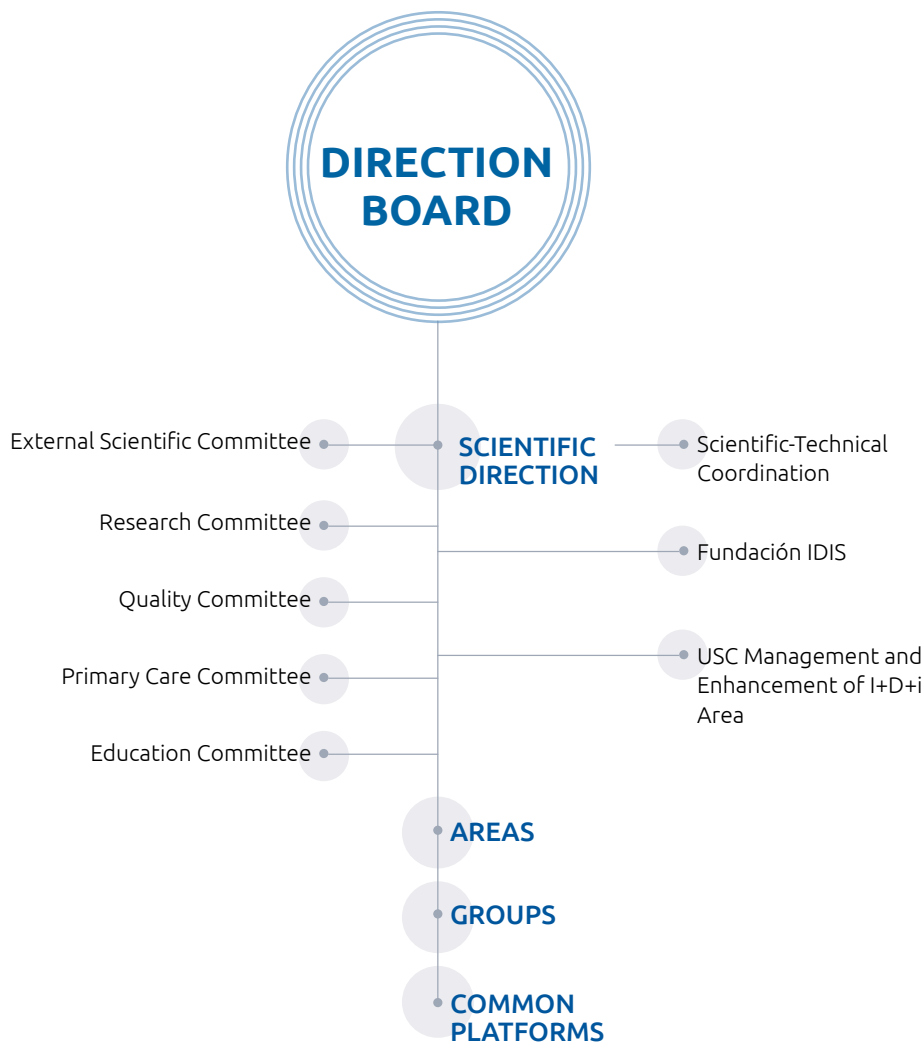 DIRECTION
BOARD
External Scientific Committee
SCIENTIFIC
DIRECTION
Scientific-Technical
Coordination
Research Committee
Fundación IDIS
Quality Committee
USC Management and
Enhancement of I+D+i
Area
Primary Care Committee
Education Committee
AREAS
GROUPS
COMMON
PLATFORMS